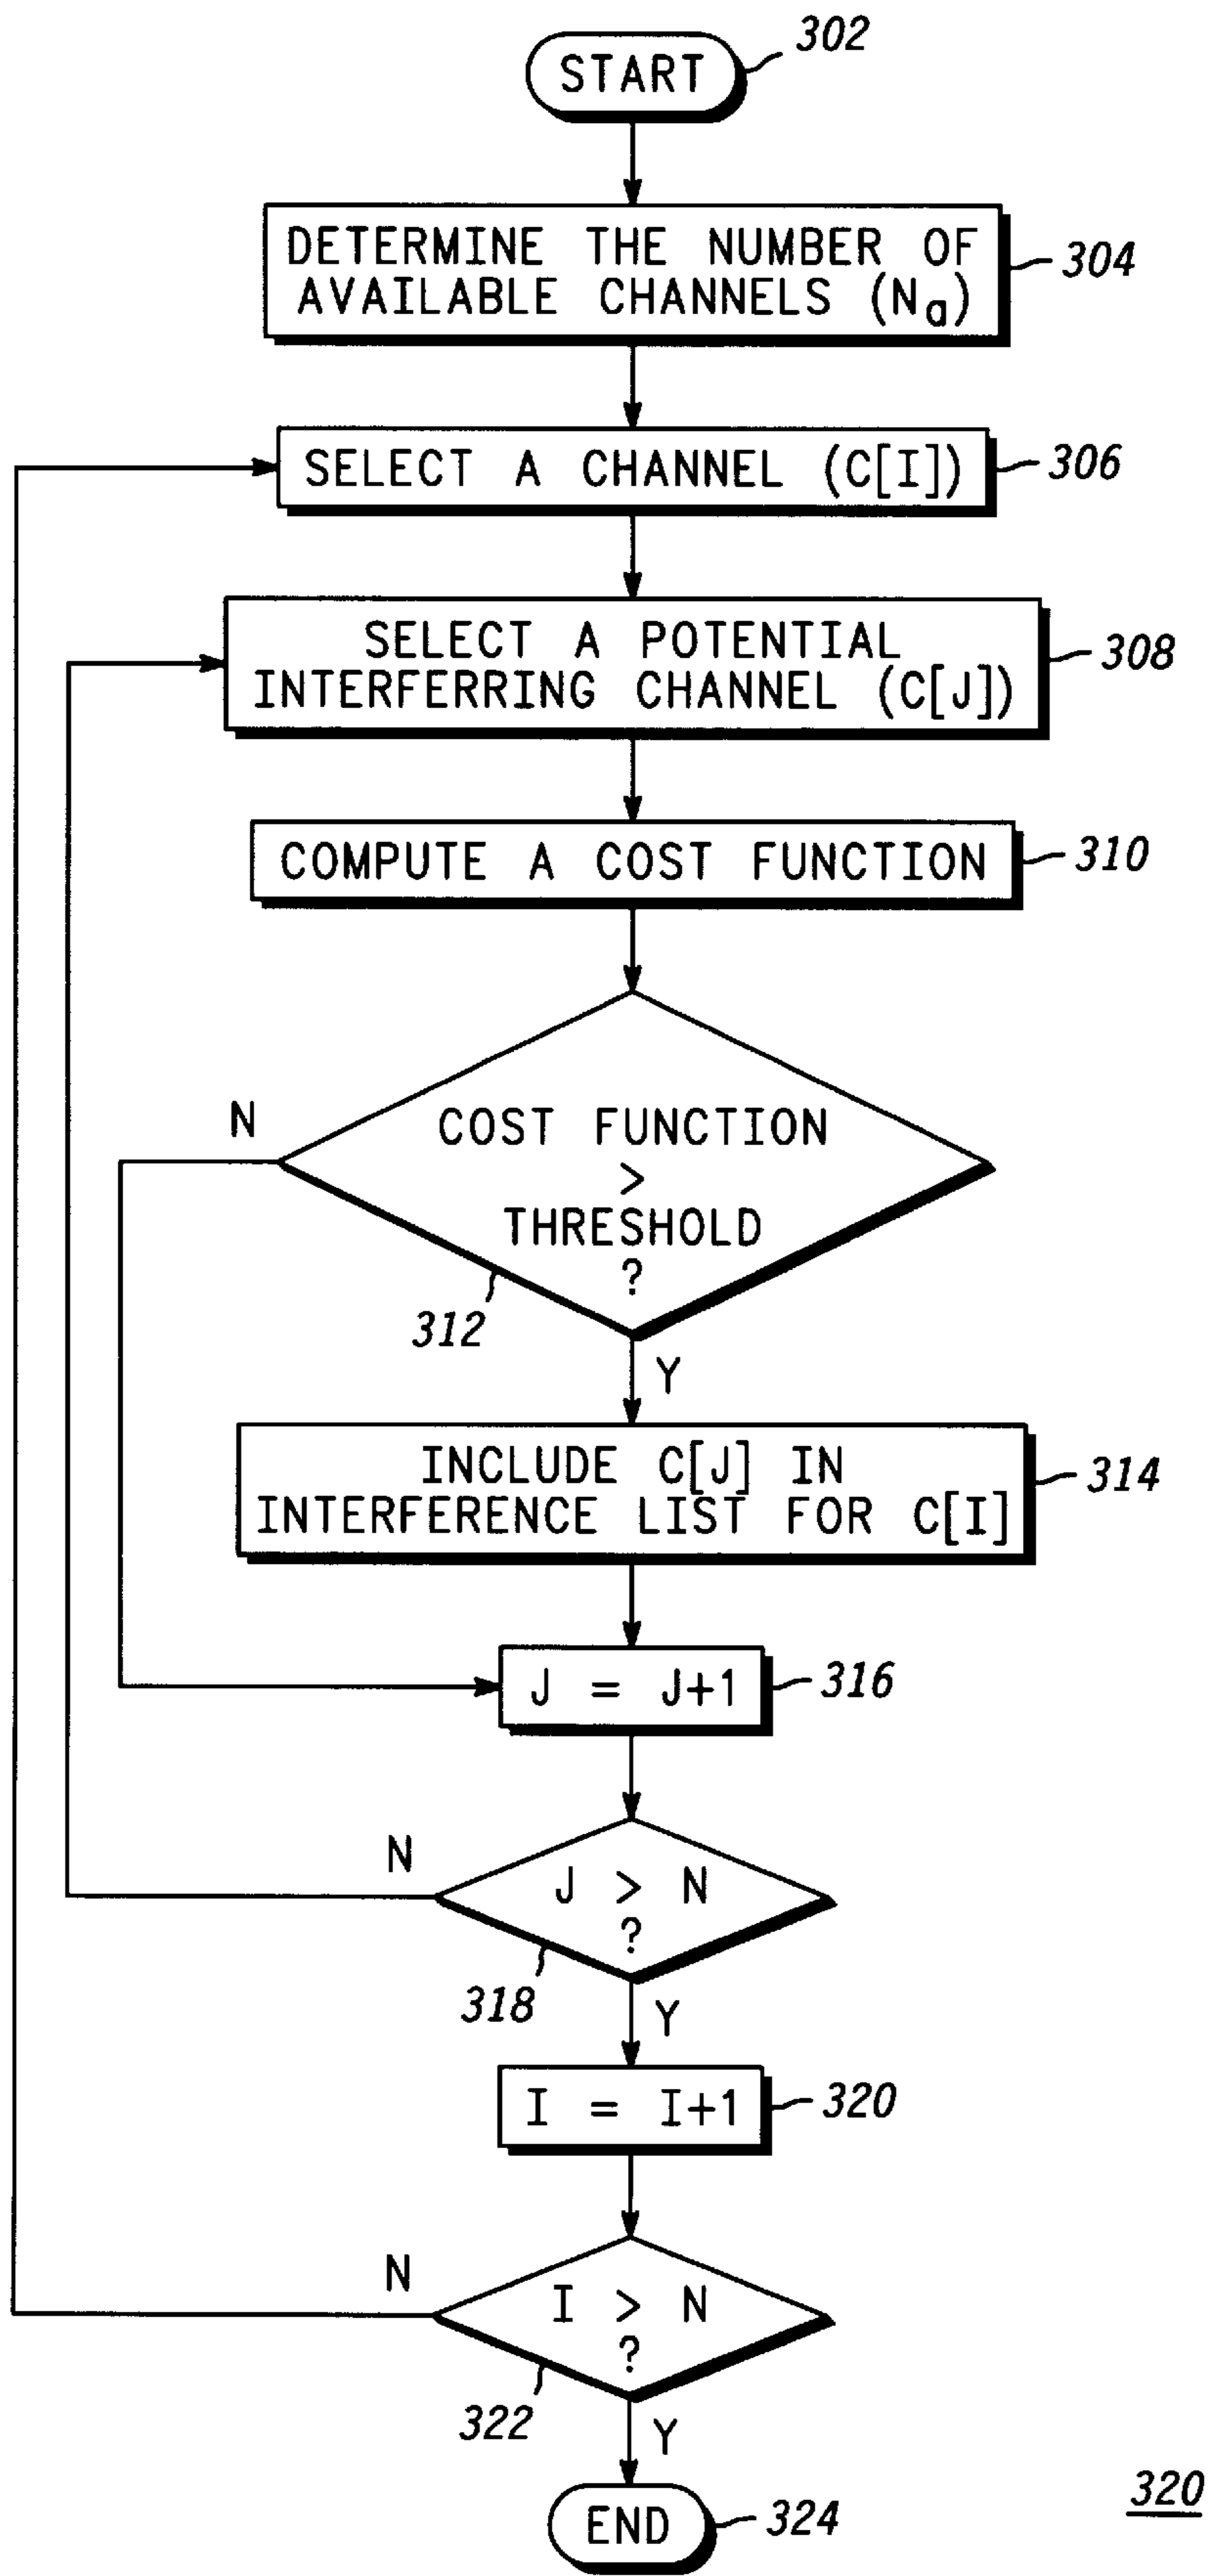 START
302
DETERMINE THE NUMBER OF
AVAILABLE CHANNELS (Na)
304
SELECT A CHANNEL (C[I])
306
SELECT A POTENTIAL
INTERFERRING CHANNEL (C[J])
308
COMPUTE A COST FUNCTION
310
N
COST FUNCTION
>
THRESHOLD
?
312
Y
INCLUDE C[J] IN
INTERFERENCE LIST FOR C[I]
314
J = J+1
316
N
J > N
?
318
Y
I = I+1
320
N
I > N
?
322
Y
END
324
320